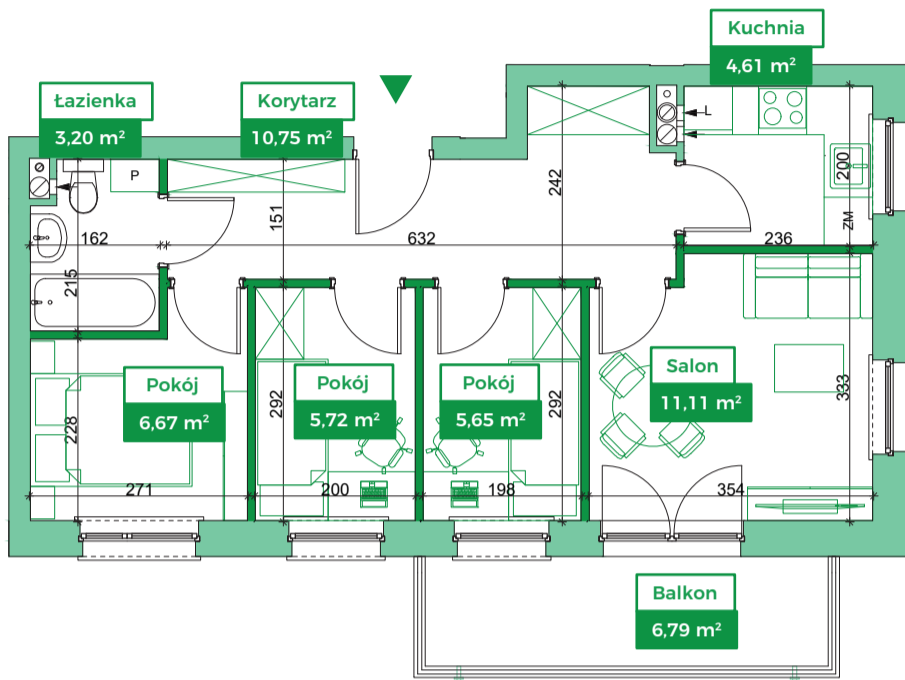 Kuchnia
4,61 m²
Łazienka
3,20 m²
Korytarz
10,75 m²
L
P
242
200
151
162
632
236
ZM
215
Pokój
6,67 m²
Pokój
5,72 m²
Pokój
5,65 m²
Salon
11,11 m²
228
292
292
333
271
200
198
354
Balkon
6,79 m²